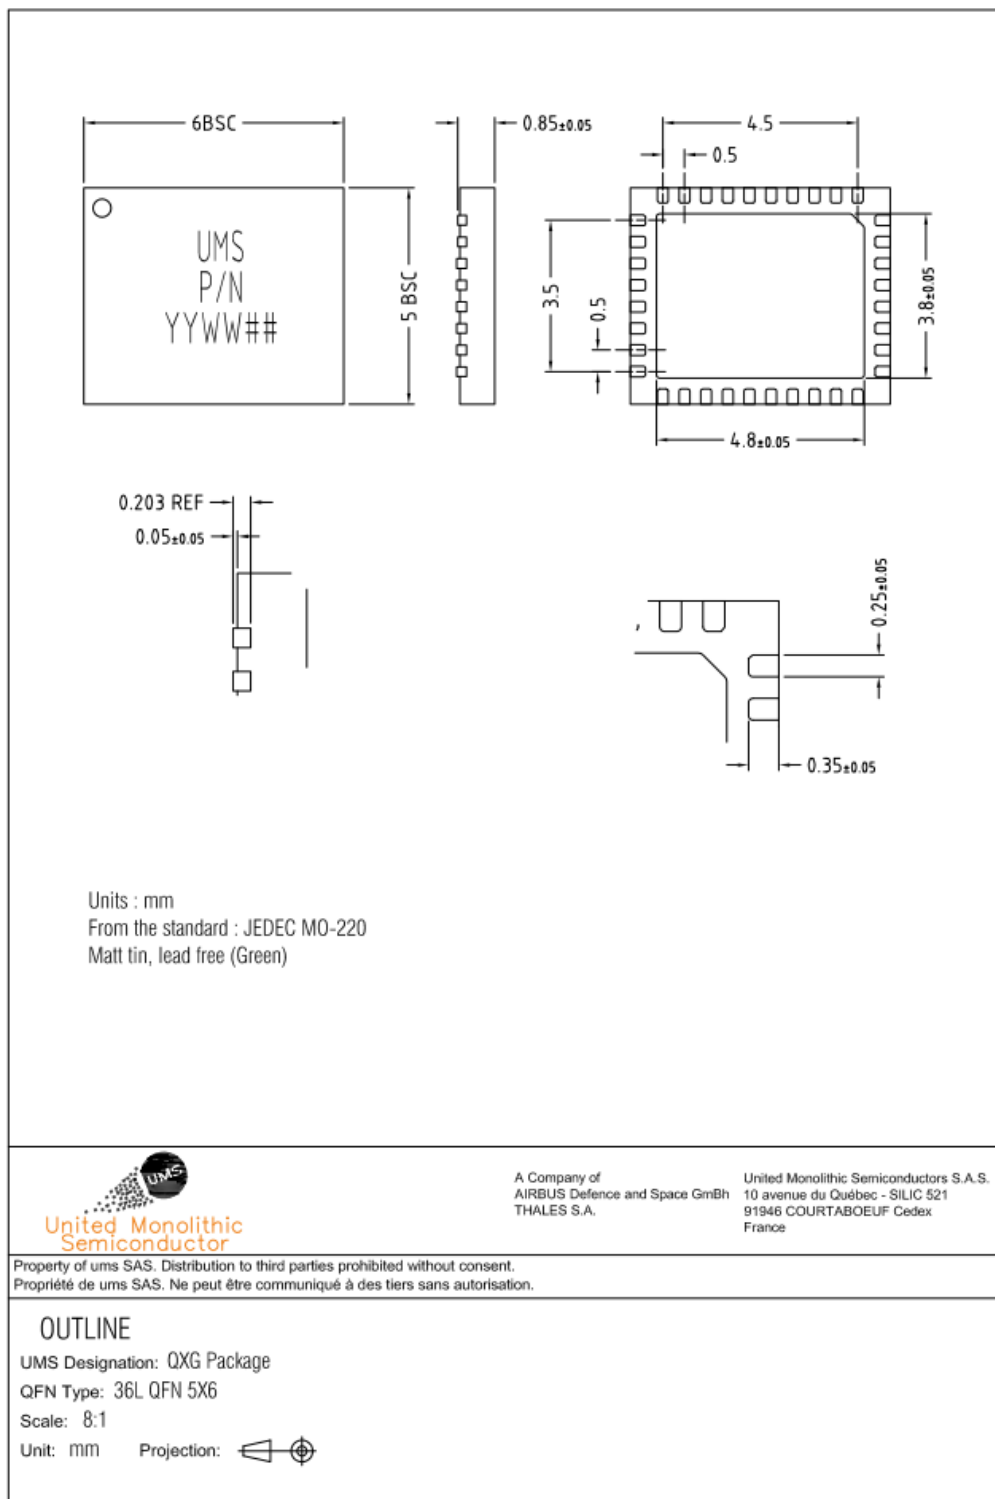 6BSC
0.85±0.05
4.5
0.5
UMS
P/N
YYWW##
5 BSC
3.5
0.5
3.8±0.05
4.8±0.05
0.203 REF
0.05±0.05
0.25±0.05
0.35±0.05
Units : mm
From the standard : JEDEC MO-220
Matt tin, lead free (Green)
UMS
United Monolithic
Semiconductor
A Company of
AIRBUS Defence and Space GmBh
THALES S.A.
United Monolithic Semiconductors S.A.S.
10 avenue du Québec - SILIC 521
91946 COURTABOEUF Cedex
France
Property of ums SAS. Distribution to third parties prohibited without consent.
Propriété de ums SAS. Ne peut être communiqué à des tiers sans autorisation.
OUTLINE
UMS Designation: QXG Package
QFN Type: 36L QFN 5X6
Scale: 8:1
Unit: mm Projection: